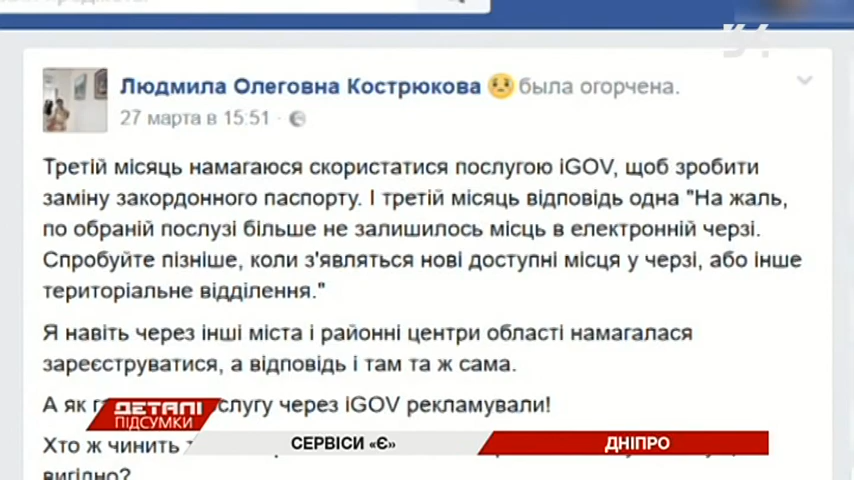 34
Людмила Олеговна Кострюкова была огорчена.
27 марта в 15:51
Третій місяць намагаюся скористатися послугою iGOV, щоб зробити
заміну закордонного паспорту. І третій місяць відповідь одна "На жаль,
по обраній послузі більше не залишилось місць в електронній черзі.
Спробуйте пізніше, коли з'являться нові доступні місця у черзі, або інше
територіальне відділення."
Я навіть через інші міста і районні центри області намагалася
зареєструватися, а відповідь і там та ж сама.
А як слугу через iGOV рекламували!
ДЕТАЛІ
ПІДСУМКИ
СЕРВІСИ «Є»
ДНІПРО
Хто ж чинить
вигідно?